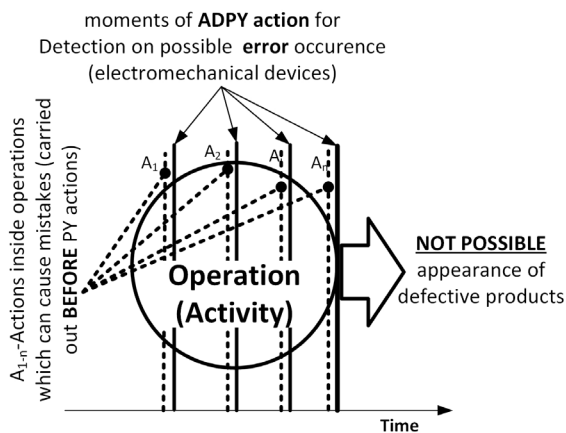 moments of ADPY action for
Detection on possible error occurence
(electromechanical devices)
A1-n-Actions inside operations
which can cause mistakes (carried
out BEFORE PY actions)
A1
A2
A
An
Operation
(Activity)
NOT POSSIBLE
appearance of
defective products
Time